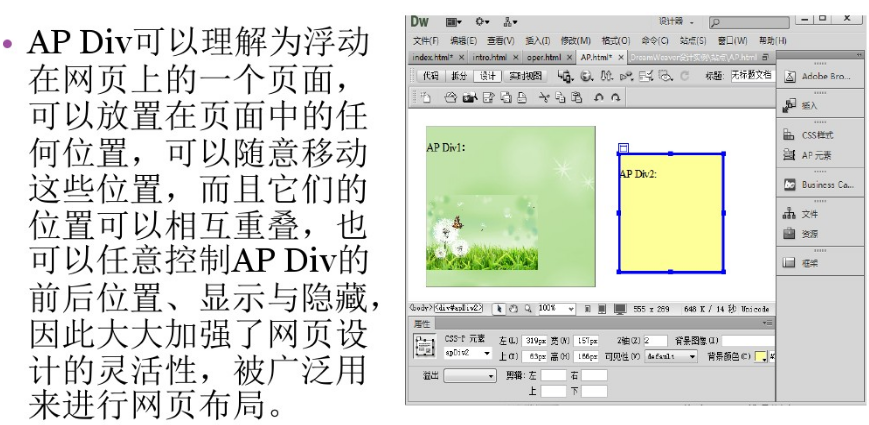 AP Div可以理解为浮动
在网页上的一个页面，
可以放置在页面中的任
何位置，可以随意移动
这些位置，而且它们的
位置可以相互重叠，也
可以任意控制AP Div的
前后位置、显示与隐藏，
因此大大加强了网页设
计的灵活性，被广泛用
来进行网页布局。
DW 设计器
文件(F) 编辑(E) 查看(V) 插入(I) 修改(M) 格式(O) 命令(C) 站点(S) 窗口(W) 帮助(H)
index.html* × intro.html × oper.html × AP.html* ×
代码 拆分 设计 实时视图 标题: 无标题文档
Adobe Bro...
插入
CSS样式
AP 元素
Business Ca...
文件
资源
框架
AP Div1:
AP Div2:
<body><div#apDiv2> 100% 555 x 269 648 K / 14 秒 Unicode
属性
CSS-P 元素 左(L) 319px 宽(W) 157px Z轴(Z) 2 背景图像(I)
apDiv2 上(T) 63px 高(H) 166px 可见性(V) default 背景颜色(C)
溢出 剪辑: 左 右
上 下